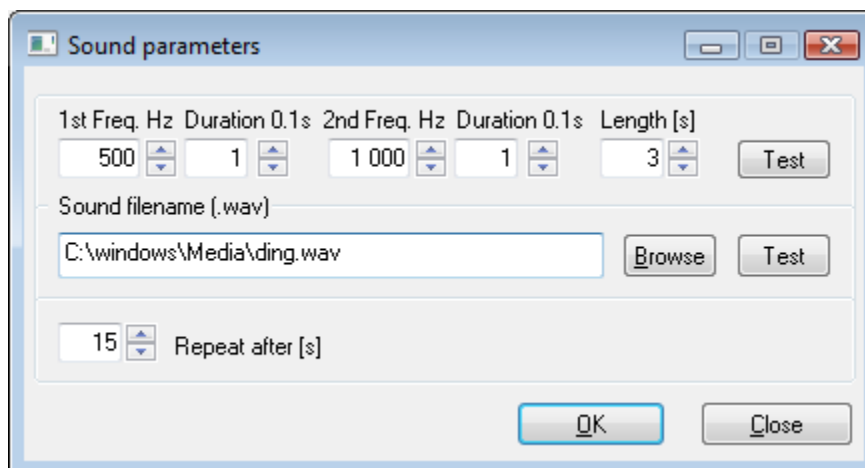 Sound parameters
1st Freq. Hz Duration 0.1s 2nd Freq. Hz Duration 0.1s Length [s]
500 1 1 000 1 3 Test
Sound filename (.wav)
C:\windows\Media\ding.wav Browse Test
15 Repeat after [s]
OK Close